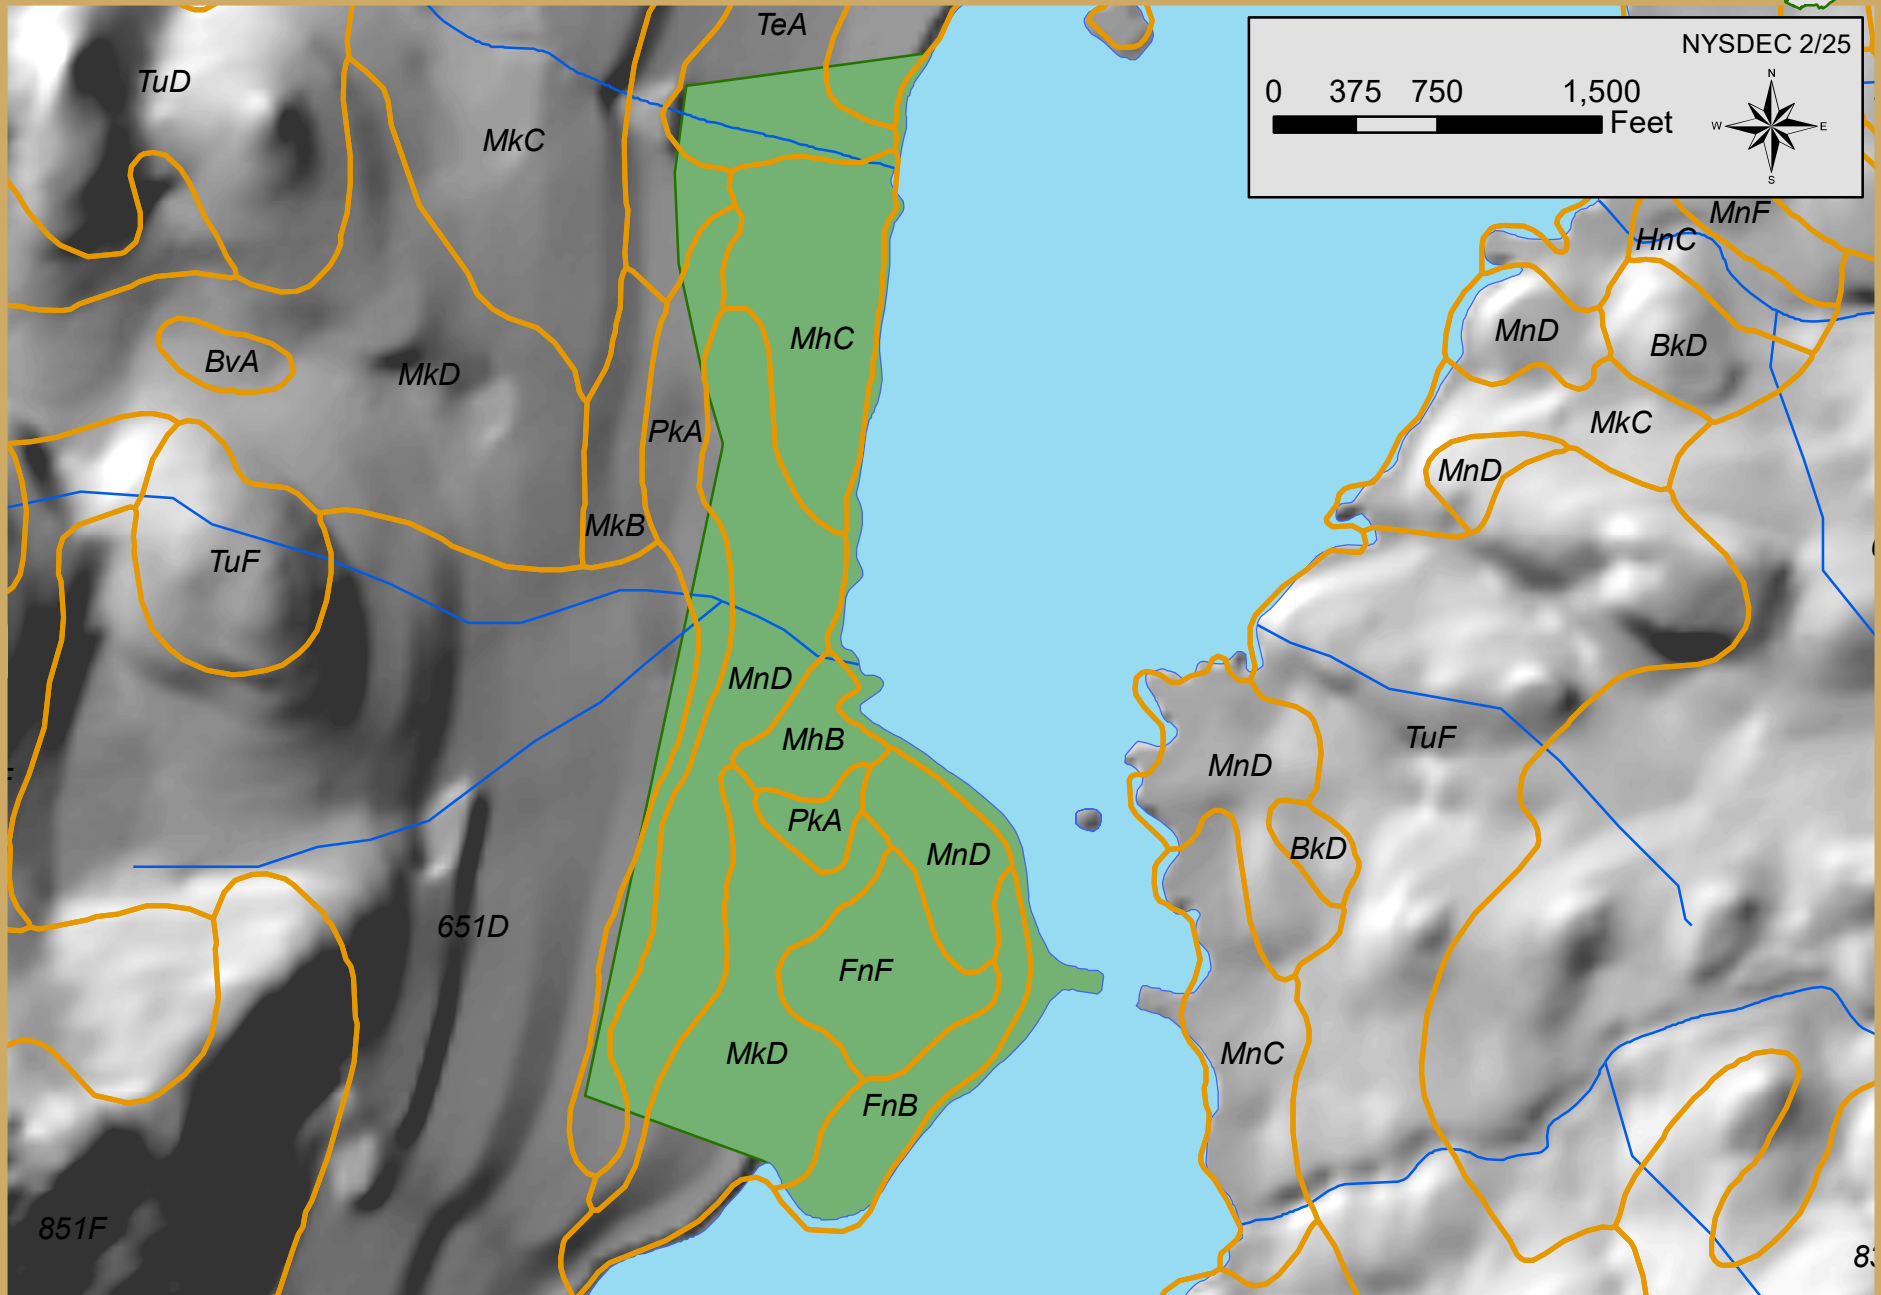 TeA
NYSDEC 2/25
N
0 375 750 1,500
Feet
W E
S
TuD
MkC
MnF
HnC
MhC
MnD
BkD
BvA
MkD
MkC
PkA
MnD
MkB
TuF
MnD
MhB
TuF
MnD
PkA
MnD
BkD
651D
FnF
MkD
MnC
FnB
851F